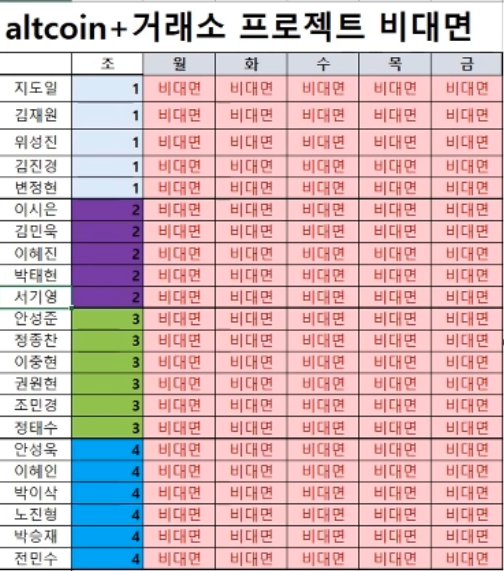 altcoin+거래소 프로젝트 비대면
조 월 화 수 목 금
지도일 1 비대면 비대면 비대면 비대면 비대면
김재원 1 비대면 비대면 비대면 비대면 비대면
위성진 1 비대면 비대면 비대면 비대면 비대면
김진경 1 비대면 비대면 비대면 비대면 비대면
변정현 1 비대면 비대면 비대면 비대면 비대면
이시은 2 비대면 비대면 비대면 비대면 비대면
김민욱 2 비대면 비대면 비대면 비대면 비대면
이혜진 2 비대면 비대면 비대면 비대면 비대면
박태현 2 비대면 비대면 비대면 비대면 비대면
서기영 2 비대면 비대면 비대면 비대면 비대면
안성준 3 비대면 비대면 비대면 비대면 비대면
정종찬 3 비대면 비대면 비대면 비대면 비대면
이중현 3 비대면 비대면 비대면 비대면 비대면
권원현 3 비대면 비대면 비대면 비대면 비대면
조민경 3 비대면 비대면 비대면 비대면 비대면
정태수 3 비대면 비대면 비대면 비대면 비대면
안성욱 4 비대면 비대면 비대면 비대면 비대면
이혜인 4 비대면 비대면 비대면 비대면 비대면
박이삭 4 비대면 비대면 비대면 비대면 비대면
노진형 4 비대면 비대면 비대면 비대면 비대면
박승재 4 비대면 비대면 비대면 비대면 비대면
전민수 4 비대면 비대면 비대면 비대면 비대면